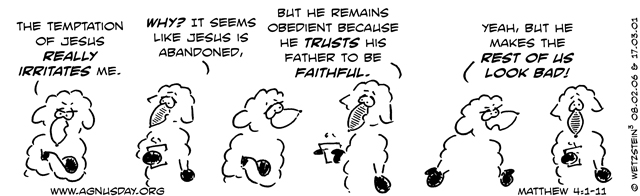 THE TEMPTATION
OF JESUS
REALLY
IRRITATES ME.
WHY? IT SEEMS
LIKE JESUS IS
ABANDONED,
BUT HE REMAINS
OBEDIENT BECAUSE
HE TRUSTS HIS
FATHER TO BE
FAITHFUL.
YEAH, BUT HE
MAKES THE
REST OF US
LOOK BAD!
WWW.AGNUSDAY.ORG
MATTHEW 4:1-11
© WETZSTEIN³ 08.02.06 & 17.03.01